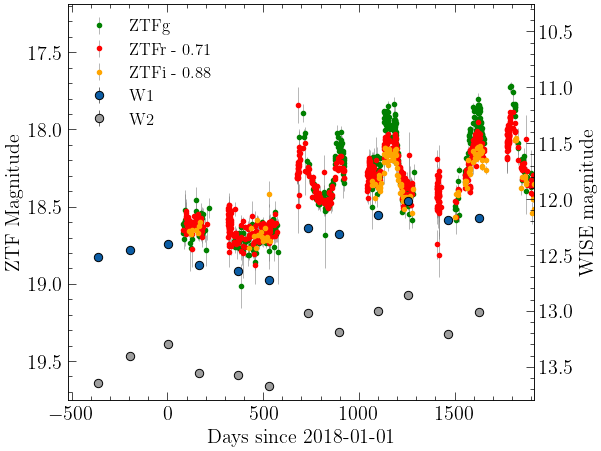 ZTFg
ZTFr - 0.71
ZTFi - 0.88
W1
W2
17.5
18.0
18.5
19.0
19.5
ZTF Magnitude
10.5
11.0
11.5
12.0
12.5
13.0
13.5
WISE magnitude
−500
0
500
1000
1500
Days since 2018-01-01